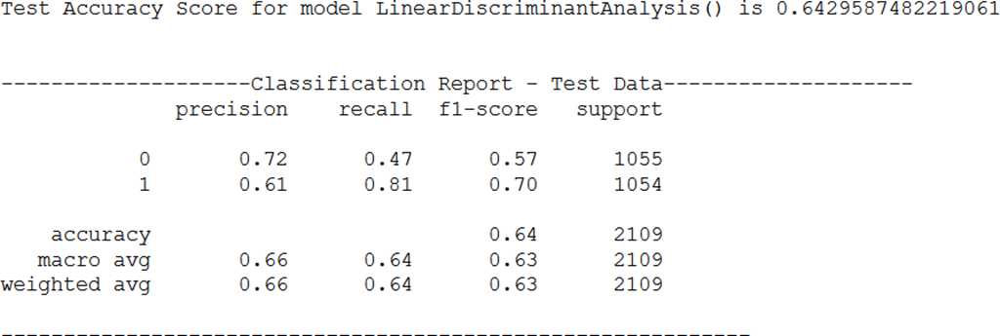 Test Accuracy Score for model LinearDiscriminantAnalysis() is 0.6429587482219061
--------------------Classification Report - Test Data--------------------
precision recall f1-score support
0 0.72 0.47 0.57 1055
1 0.61 0.81 0.70 1054
accuracy 0.64 2109
macro avg 0.66 0.64 0.63 2109
weighted avg 0.66 0.64 0.63 2109
------------------------------------------------------------